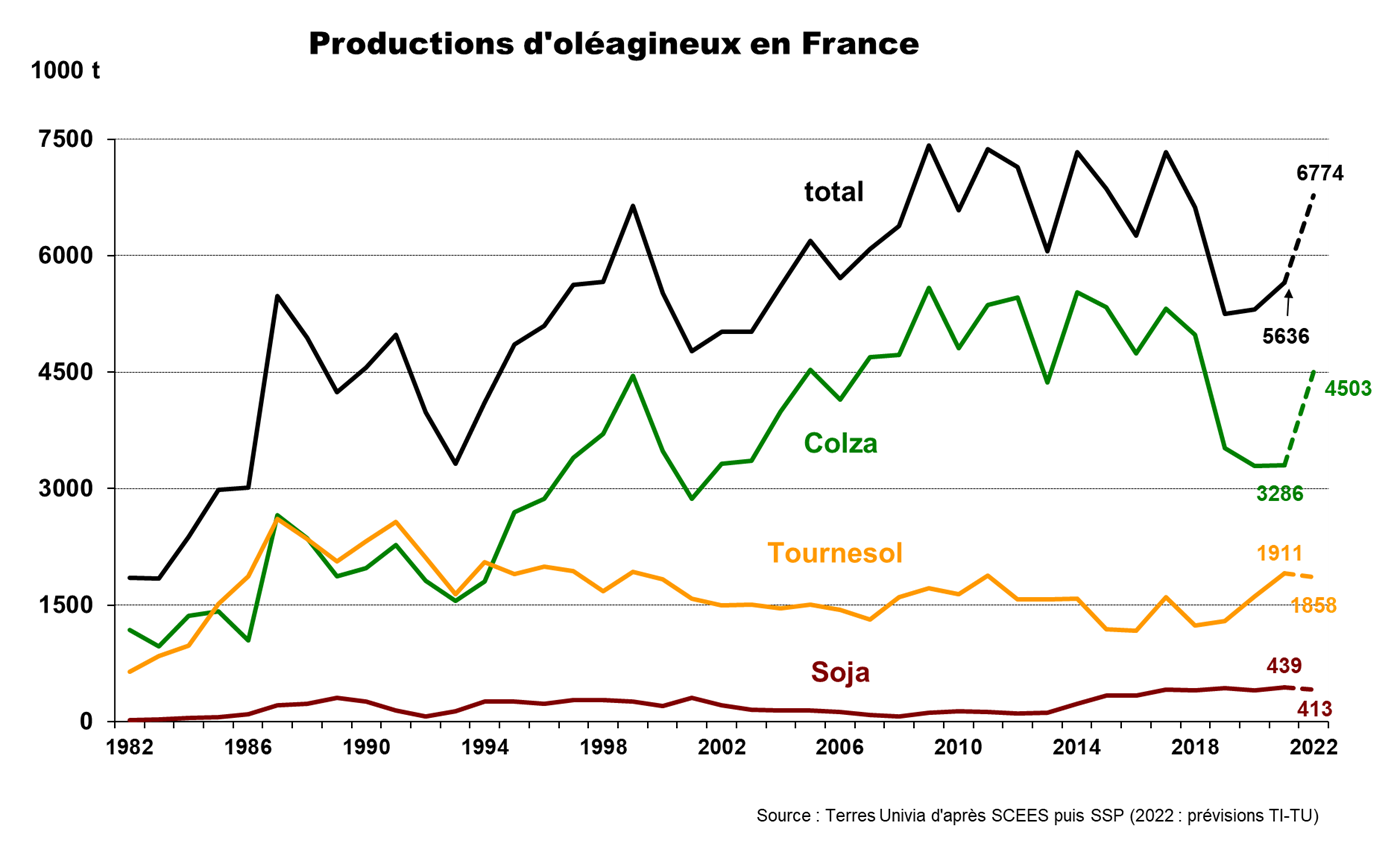 Productions d'oléagineux en France
1000 t
7500
6000
4500
3000
1500
0
total
6774
5636
Colza
4503
3286
Tournesol
1911
1858
Soja
439
413
1982 1986 1990 1994 1998 2002 2006 2010 2014 2018 2022
Source : Terres Univia d'après SCEES puis SSP (2022 : prévisions TI-TU)